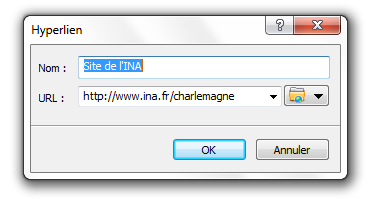 Hyperlien
Nom : Site de l'INA
URL : http://www.ina.fr/charlemagne
OK Annuler